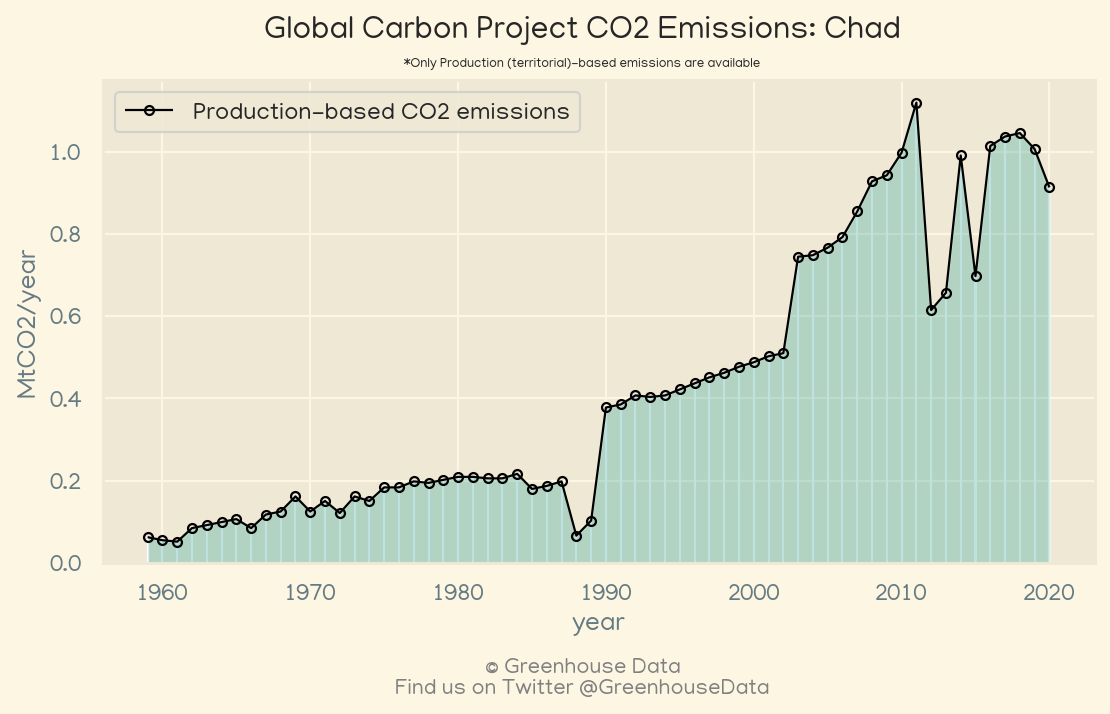 Global Carbon Project CO2 Emissions: Chad
*Only Production (territorial)-based emissions are available
Production-based CO2 emissions
MtCO2/year
1.0
0.8
0.6
0.4
0.2
0.0
1960 1970 1980 1990 2000 2010 2020
year
© Greenhouse Data
Find us on Twitter @GreenhouseData